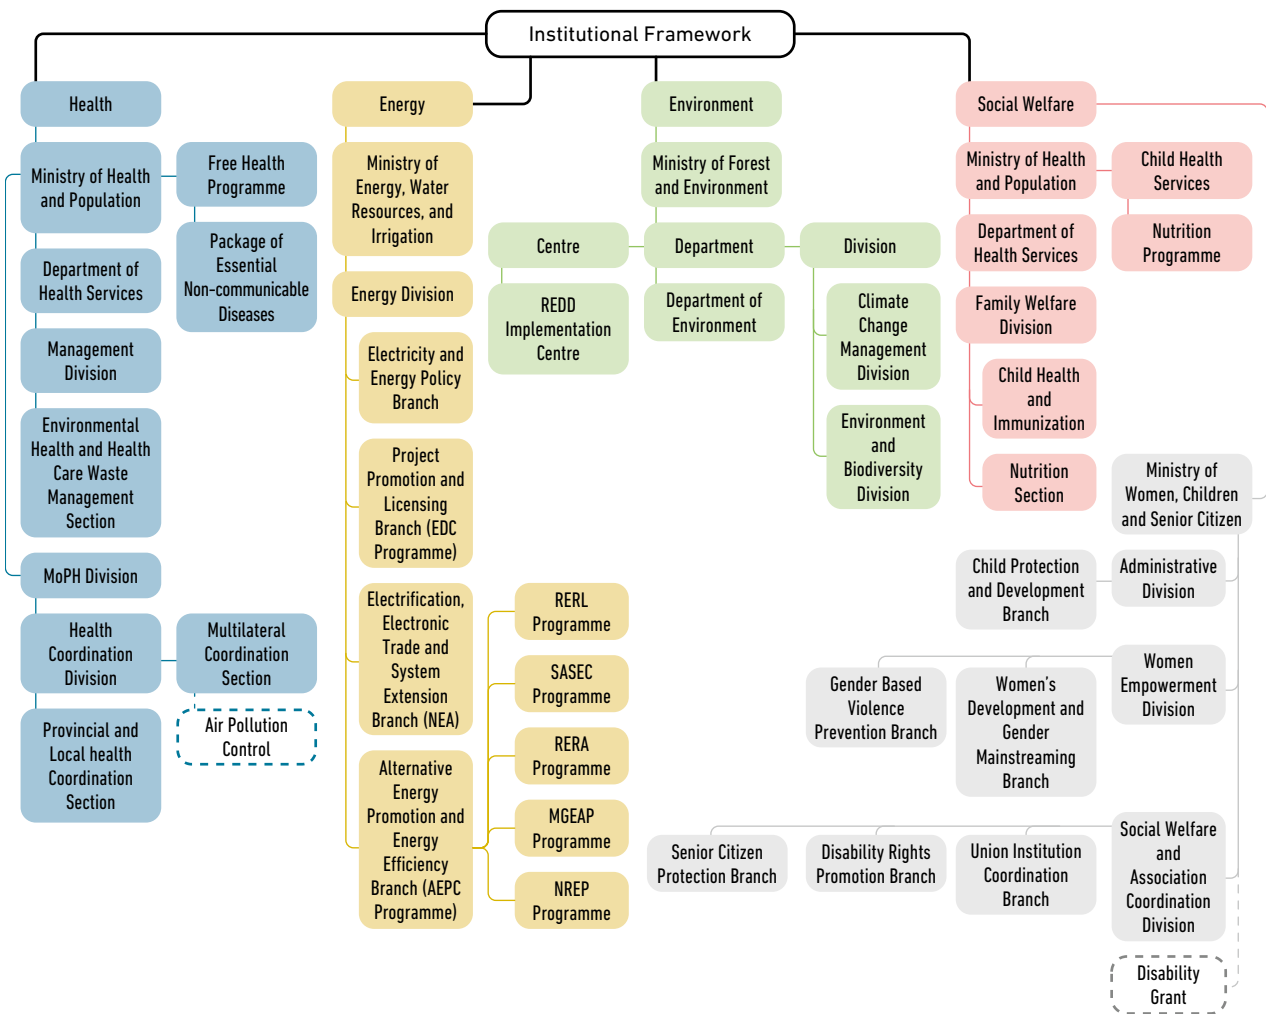 Institutional Framework
Health
Ministry of Health
and Population
Free Health
Programme
Package of
Essential
Non-communicable
Diseases
Department of
Health Services
Management
Division
Environmental
Health and Health
Care Waste
Management
Section
MoPH Division
Health
Coordination
Division
Multilateral
Coordination
Section
Air Pollution
Control
Provincial and
Local health
Coordination
Section
Energy
Ministry of
Energy, Water
Resources, and
Irrigation
Energy Division
Electricity and
Energy Policy
Branch
Project
Promotion and
Licensing
Branch (EDC
Programme)
Electrification,
Electronic
Trade and
System
Extension
Branch (NEA)
Alternative
Energy
Promotion and
Energy
Efficiency
Branch (AEPC
Programme)
RERL
Programme
SASEC
Programme
RERA
Programme
MGEAP
Programme
NREP
Programme
Environment
Ministry of Forest
and Environment
Centre
Department
Division
REDD
Implementation
Centre
Department of
Environment
Climate
Change
Management
Division
Environment
and
Biodiversity
Division
Social Welfare
Ministry of Health
and Population
Child Health
Services
Nutrition
Programme
Department of
Health Services
Family Welfare
Division
Child Health
and
Immunization
Nutrition
Section
Ministry of
Women, Children
and Senior Citizen
Child Protection
and Development
Branch
Administrative
Division
Gender Based
Violence
Prevention Branch
Women's
Development and
Gender
Mainstreaming
Branch
Women
Empowerment
Division
Senior Citizen
Protection Branch
Disability Rights
Promotion Branch
Union Institution
Coordination
Branch
Social Welfare
and
Association
Coordination
Division
Disability
Grant